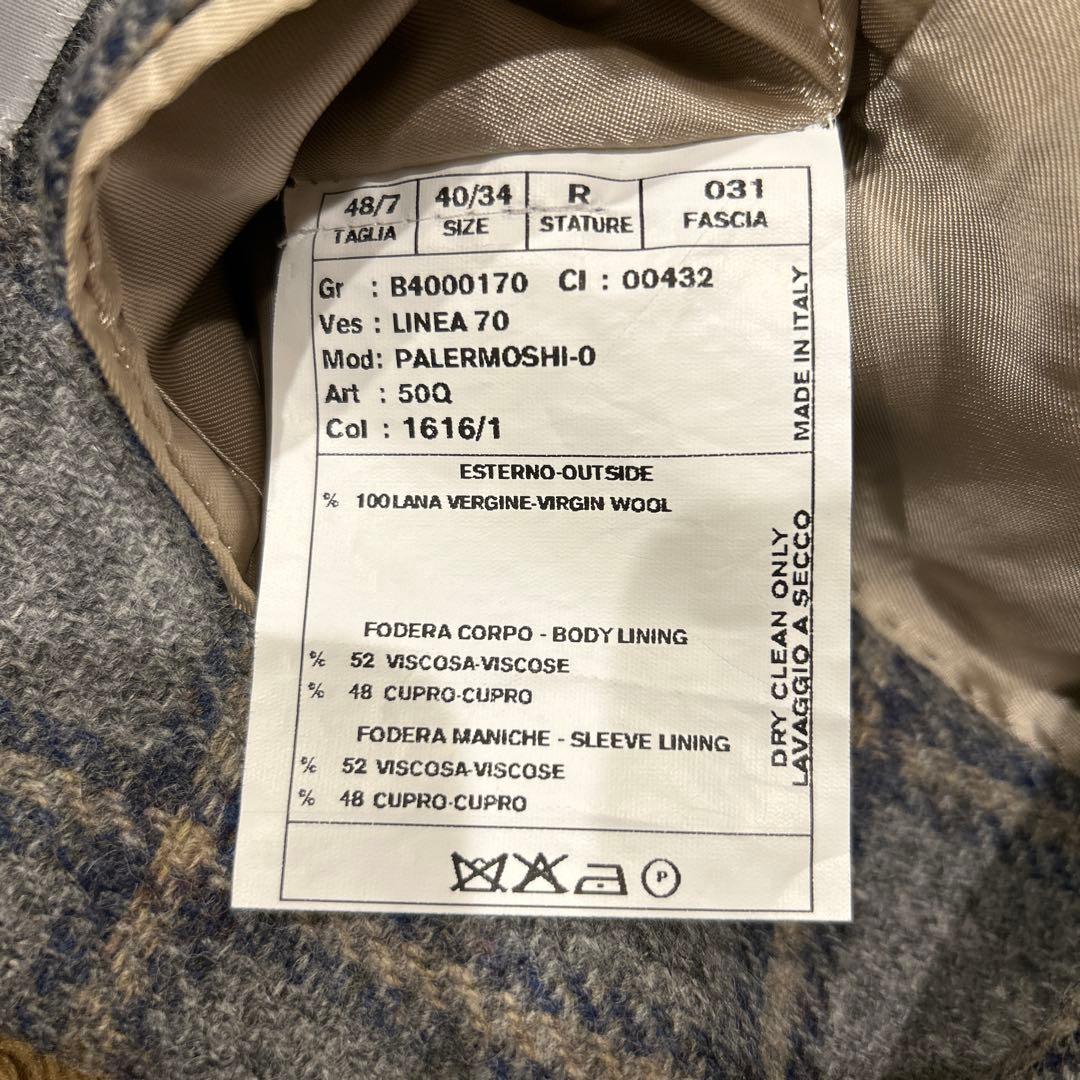 48/7 40/34 R 031
TAGLIA SIZE STATURE FASCIA
Gr : B4000170 Cl : 00432
Ves : LINEA 70
Mod: PALERMOSHI-0
Art : 50Q
Col : 1616/1
MADE IN ITALY
ESTERNO-OUTSIDE
% 100 LANA VERGINE-VIRGIN WOOL
FODERA CORPO - BODY LINING
% 52 VISCOSA-VISCOSE
% 48 CUPRO-CUPRO
FODERA MANICHE - SLEEVE LINING
% 52 VISCOSA-VISCOSE
% 48 CUPRO-CUPRO
DRY CLEAN ONLY
LAVAGGIO A SECCO
P